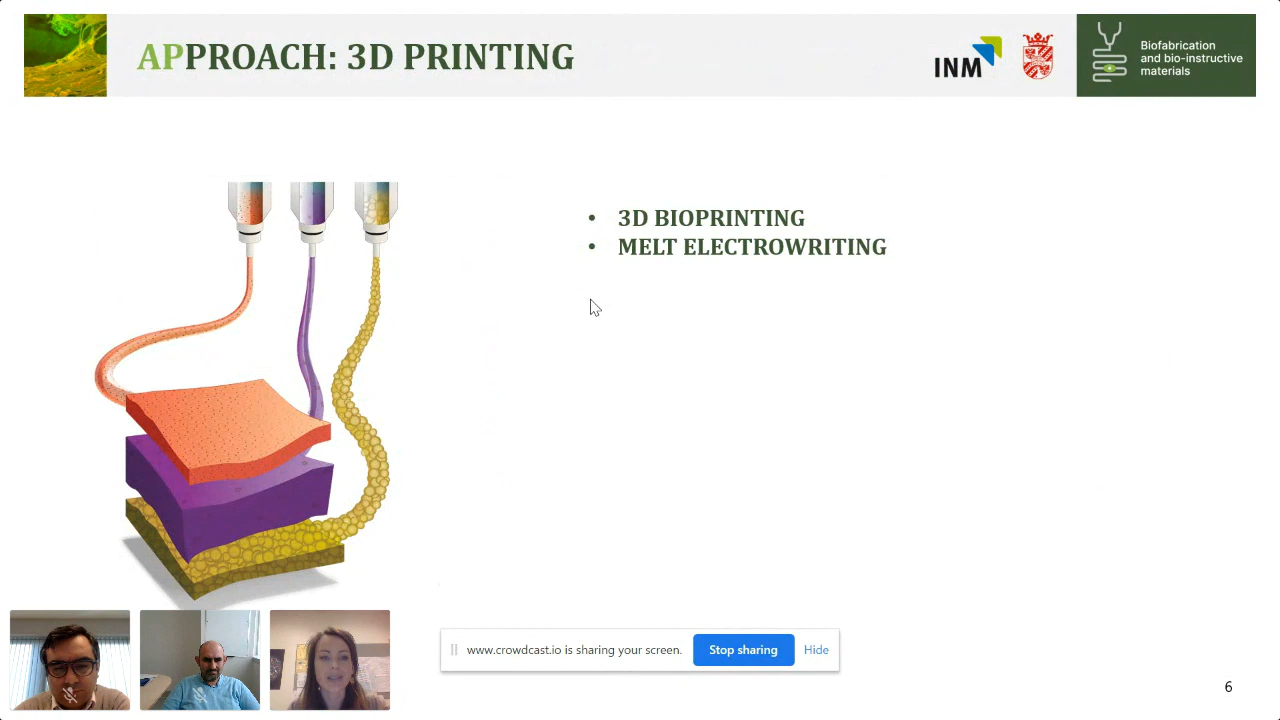 APPROACH: 3D PRINTING
INM
Biofabrication
and bio-instructive
materials
• 3D BIOPRINTING
• MELT ELECTROWRITING
www.crowdcast.io is sharing your screen.
Stop sharing
Hide
6